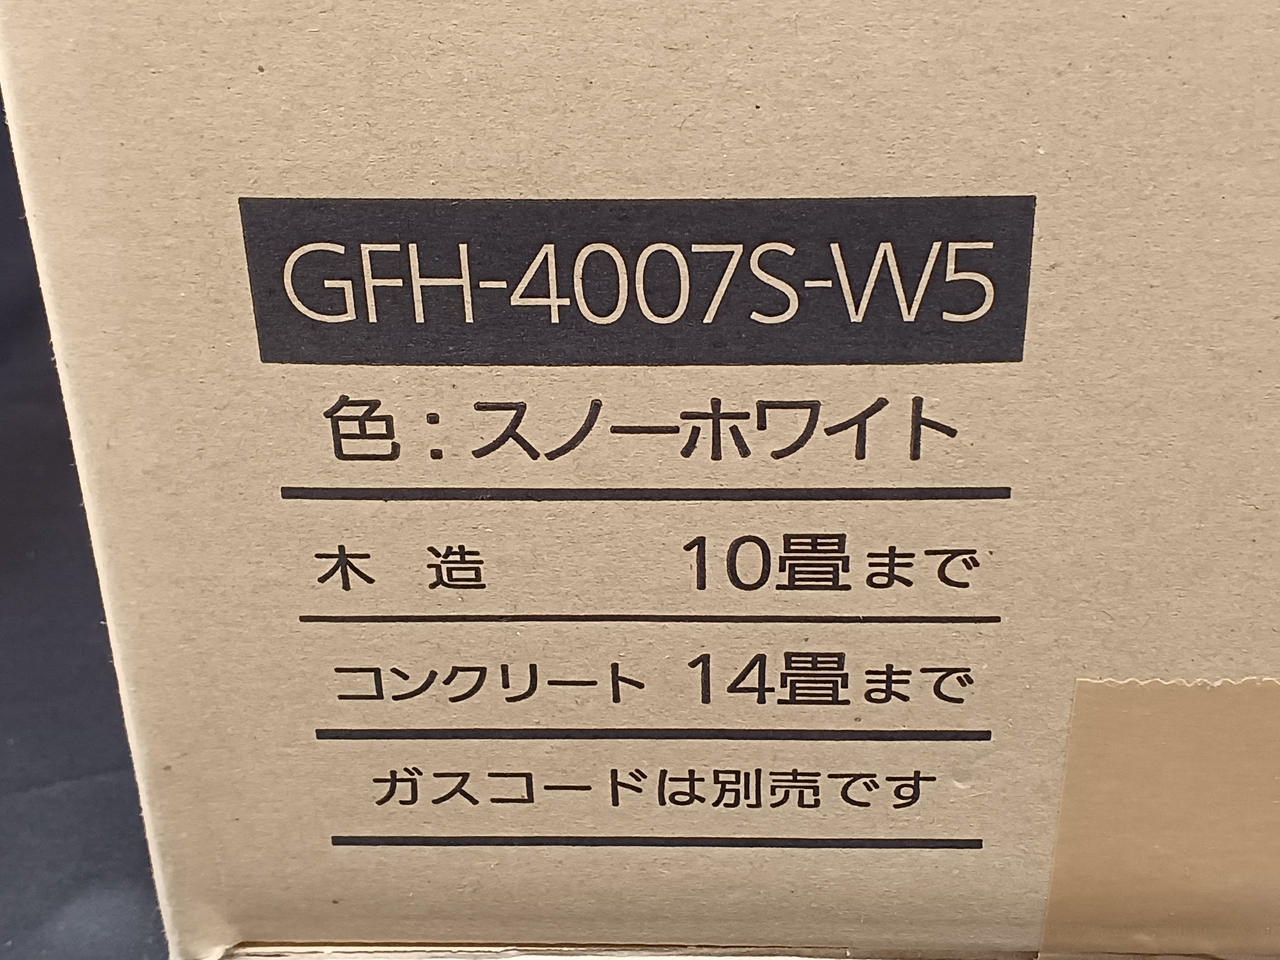 GFH-4007S-W5
色：スノーホワイト
木 造 10畳まで
コンクリート 14畳まで
ガスコードは別売です